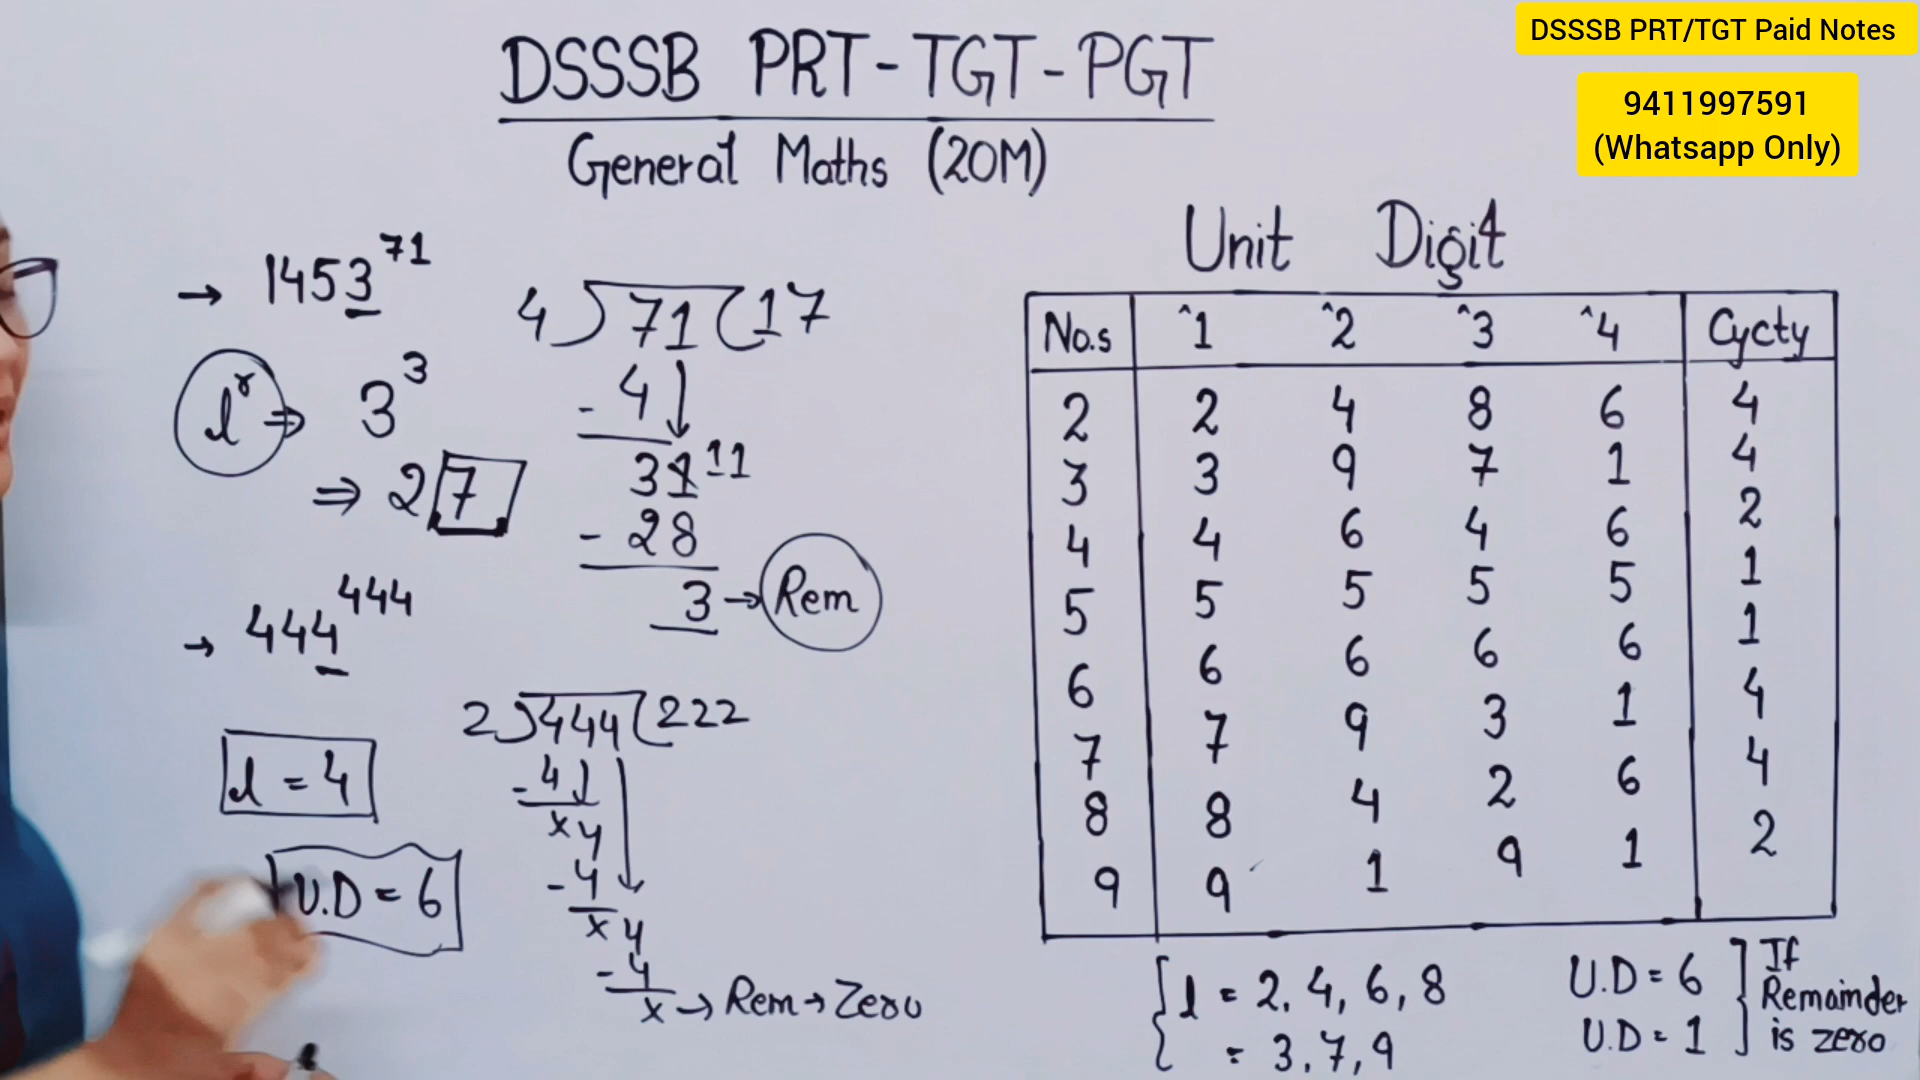 DSSSB PRT/TGT Paid Notes
9411997591
(Whatsapp Only)
DSSSB PRT-TGT-PGT
General Maths (20M)
→ 1453^71
l^r ⇒ 3^3
⇒ 27
4)71(17
- 4↓
31 11
- 28
3 → Rem
→ 444^444
l = 4
U.D = 6
2)444(222
- 4↓
x4
- 4
x4
- 4
x → Rem → Zero
Unit Digit
No.s ^1 ^2 ^3 ^4 Cycty
2 2 4 8 6 4
3 3 9 7 1 4
4 4 6 4 6 2
5 5 5 5 5 1
6 6 6 6 6 1
7 7 9 3 1 4
8 8 4 2 6 4
9 9 1 9 1 2
l = 2, 4, 6, 8 U.D = 6
= 3, 7, 9 U.D = 1
If
Remainder
is zero